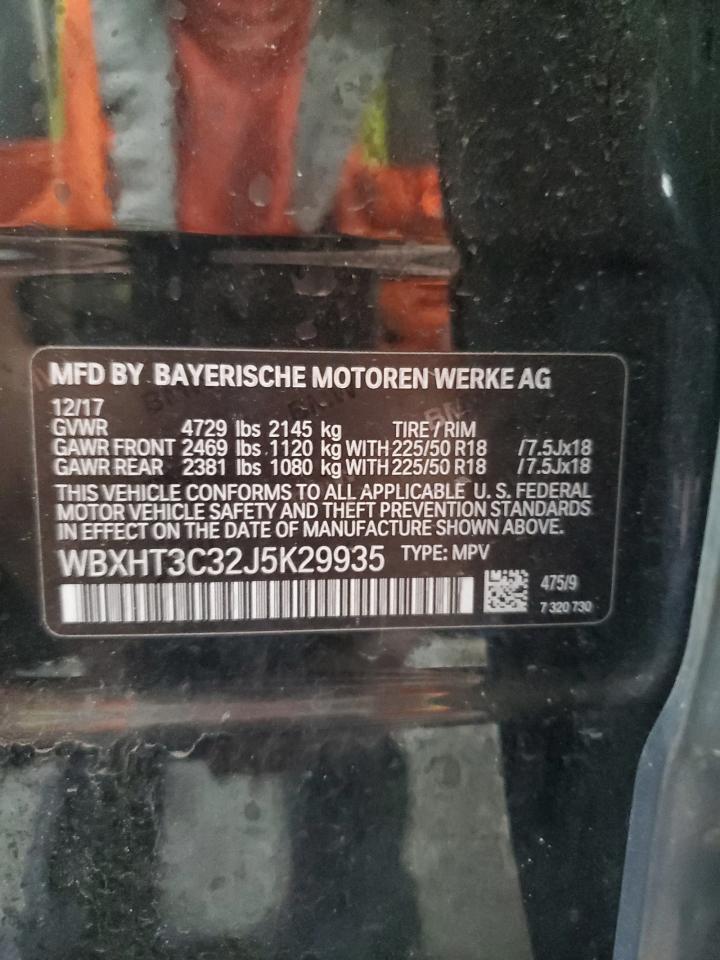 MFD BY BAYERISCHE MOTOREN WERKE AG
12/17
GVWR 4729 lbs 2145 kg TIRE / RIM
GAWR FRONT 2469 lbs 1120 kg WITH 225/50 R18 /7.5Jx18
GAWR REAR 2381 lbs 1080 kg WITH 225/50 R18 /7.5Jx18
THIS VEHICLE CONFORMS TO ALL APPLICABLE U. S. FEDERAL
MOTOR VEHICLE SAFETY AND THEFT PREVENTION STANDARDS
IN EFFECT ON THE DATE OF MANUFACTURE SHOWN ABOVE.
WBXHT3C32J5K29935 TYPE: MPV
475/9
7 320 730